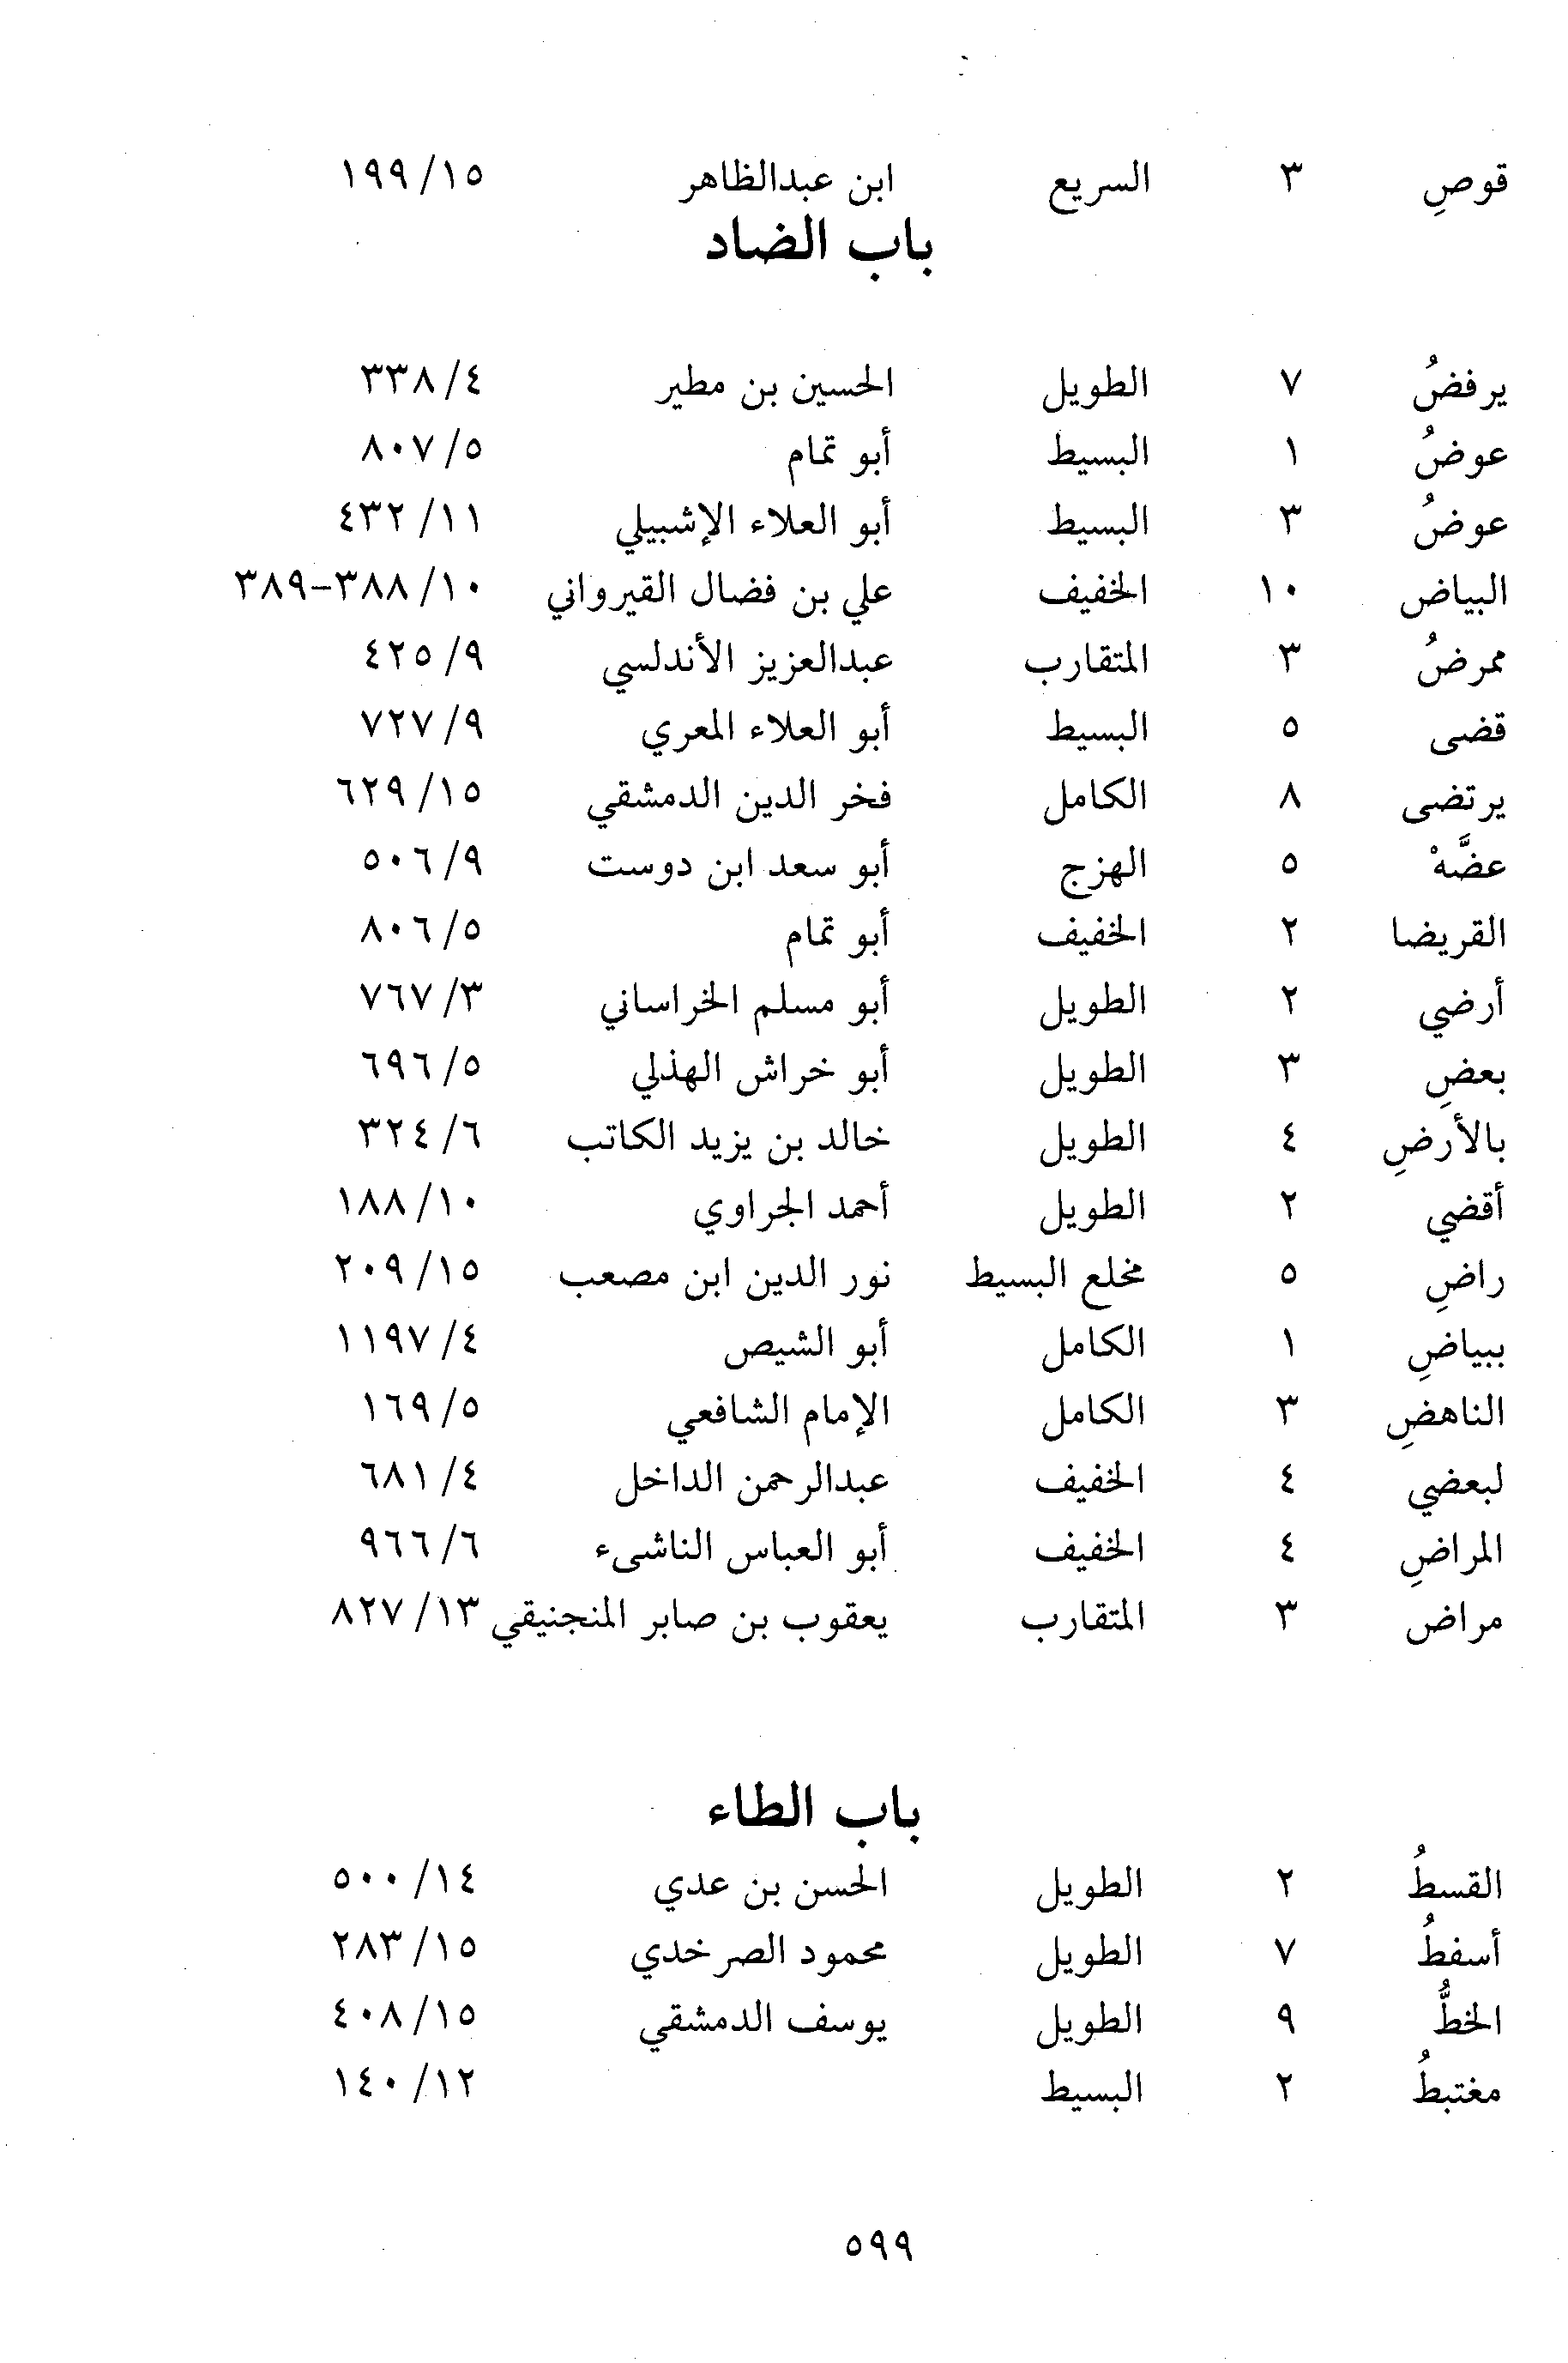 قوصِ ٣ السريع ابن عبدالظاهر ١٥/ ١٩٩
باب الضاد
يرفضُ ٧ الطويل الحسين بن مطير ٤/ ٣٣٨
عوضُ ١ البسيط أبو تمام ٥/ ٨٠٧
عوضُ ٣ البسيط أبو العلاء الإشبيلي ١١/ ٤٣٢
البياض ١٠ الخفيف علي بن فضال القيرواني ١٠/ ٣٨٨-٣٨٩
ممرضُ ٣ المتقارب عبدالعزيز الأندلسي ٩/ ٤٢٥
قضى ٥ البسيط أبو العلاء المعري ٩/ ٧٢٧
يرتضى ٨ الكامل فخر الدين الدمشقي ١٥/ ٦٢٩
عضَّهْ ٥ الهزج أبو سعد ابن دوست ٩/ ٥٠٦
القريضا ٢ الخفيف أبو تمام ٥/ ٨٠٦
أرضي ٢ الطويل أبو مسلم الخراساني ٣/ ٧٦٧
بعضِ ٣ الطويل أبو خراش الهذلي ٥/ ٦٩٦
بالأرضِ ٤ الطويل خالد بن يزيد الكاتب ٦/ ٣٢٤
أقضي ٢ الطويل أحمد الجراوي ١٠/ ١٨٨
راضِ ٥ مخلع البسيط نور الدين ابن مصعب ١٥/ ٢٠٩
ببياضِ ١ الكامل أبو الشيص ٤/ ١١٩٧
الناهضِ ٣ الكامل الإمام الشافعي ٥/ ١٦٩
لبعضي ٤ الخفيف عبدالرحمن الداخل ٤/ ٦٨١
المراضِ ٤ الخفيف أبو العباس الناشىء ٦/ ٩٦٦
مراض ٣ المتقارب يعقوب بن صابر المنجنيقي ١٣/ ٨٢٧
باب الطاء
القسطُ ٢ الطويل الحسن بن عدي ١٤/ ٥٠٠
أسفطُ ٧ الطويل محمود الصرخدي ١٥/ ٢٨٣
الخطُّ ٩ الطويل يوسف الدمشقي ١٥/ ٤٠٨
مغتبطُ ٢ البسيط ١٢/ ١٤٠
٥٩٩